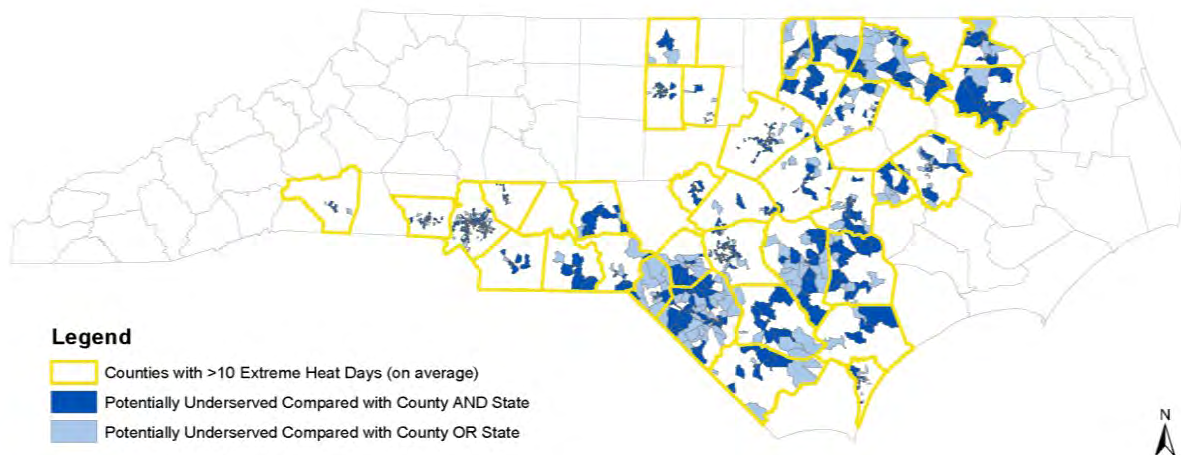 Legend
Counties with >10 Extreme Heat Days (on average)
Potentially Underserved Compared with County AND State
Potentially Underserved Compared with County OR State
N